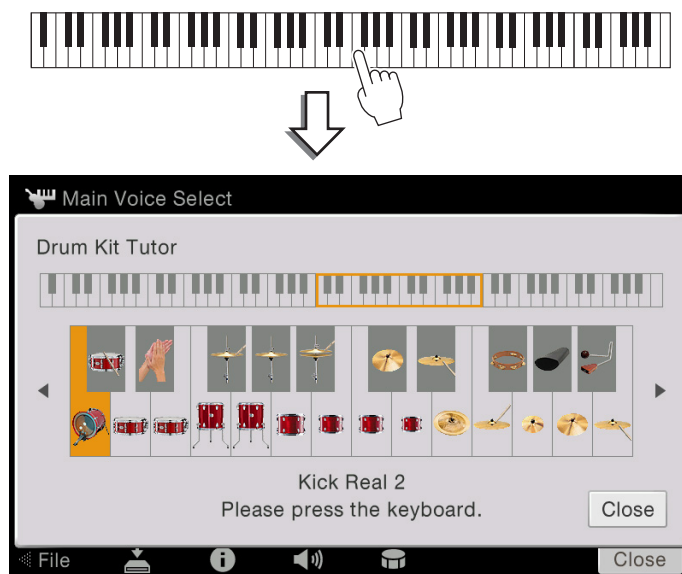 Main Voice Select
Drum Kit Tutor
Kick Real 2
Please press the keyboard.
Close
File
Close